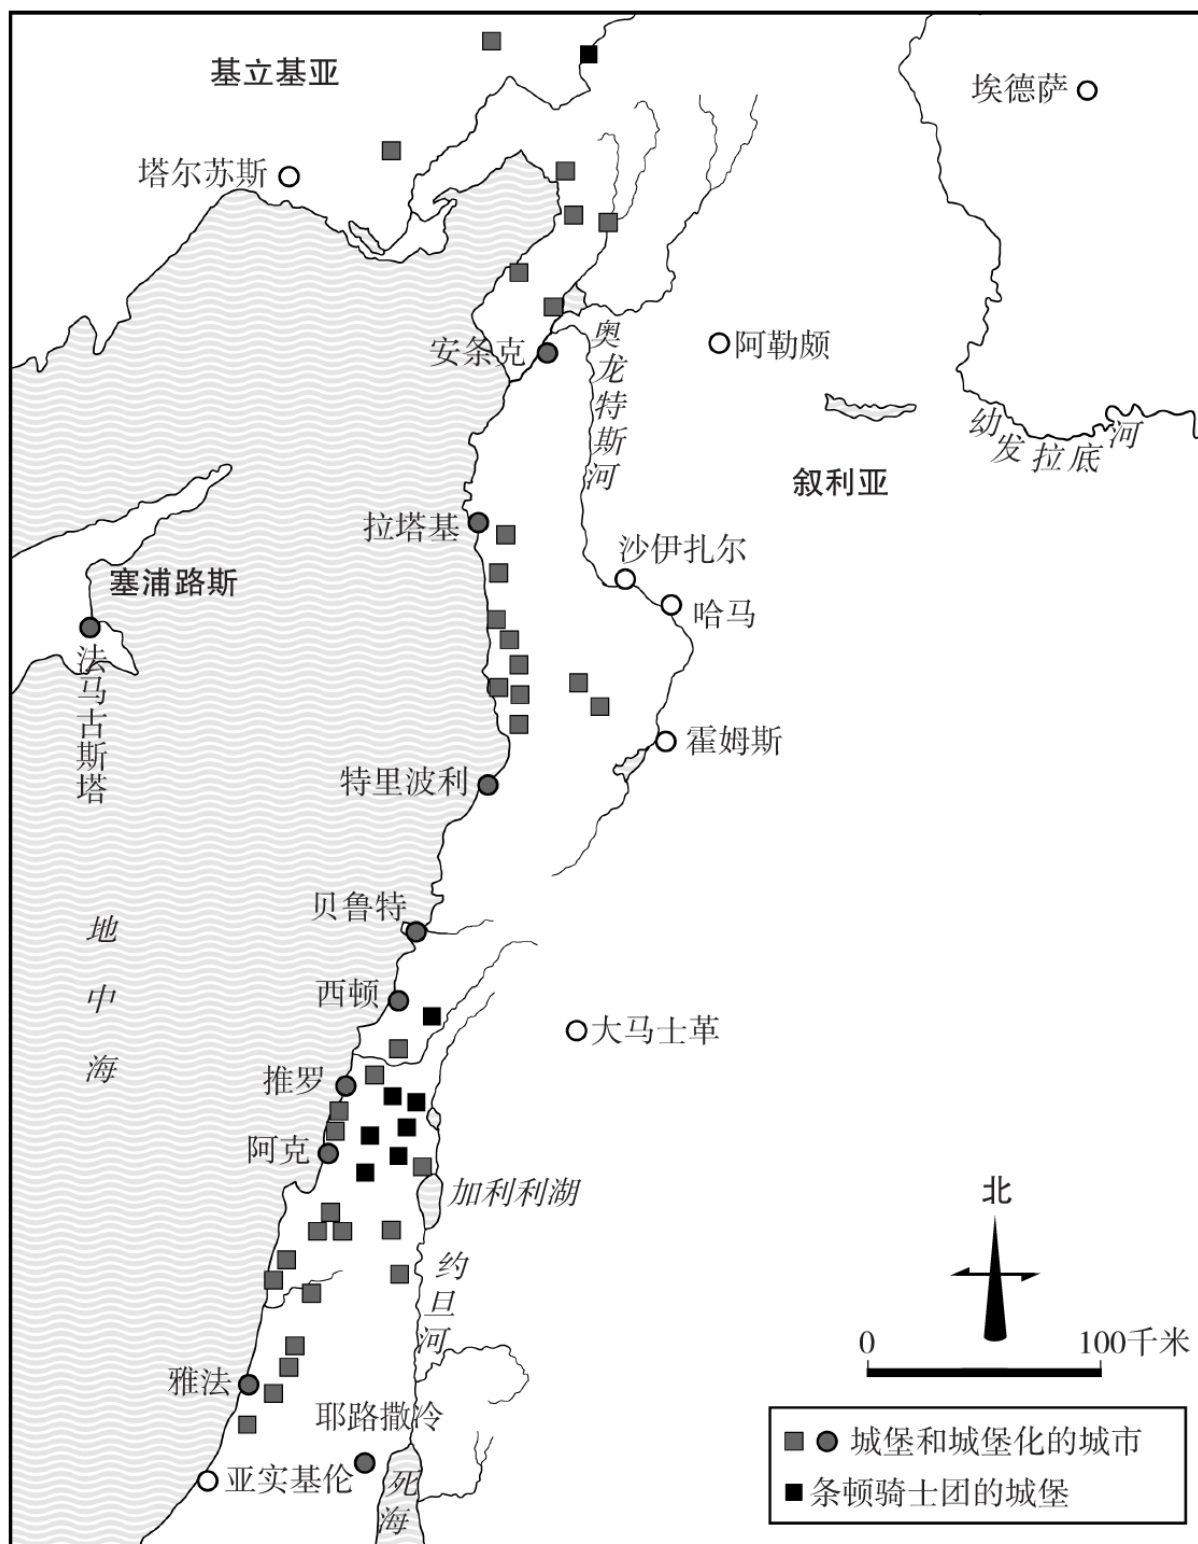 基立基亚
埃德萨
塔尔苏斯
安条克
奥龙特斯河
阿勒颇
幼发拉底河
叙利亚
拉塔基
沙伊扎尔
塞浦路斯
哈马
法马古斯塔
霍姆斯
特里波利
贝鲁特
地中海
西顿
大马士革
推罗
阿克
加利利湖
北
约旦河
0 100千米
雅法
耶路撒冷
城堡和城堡化的城市
亚实基伦
死海
条顿骑士团的城堡